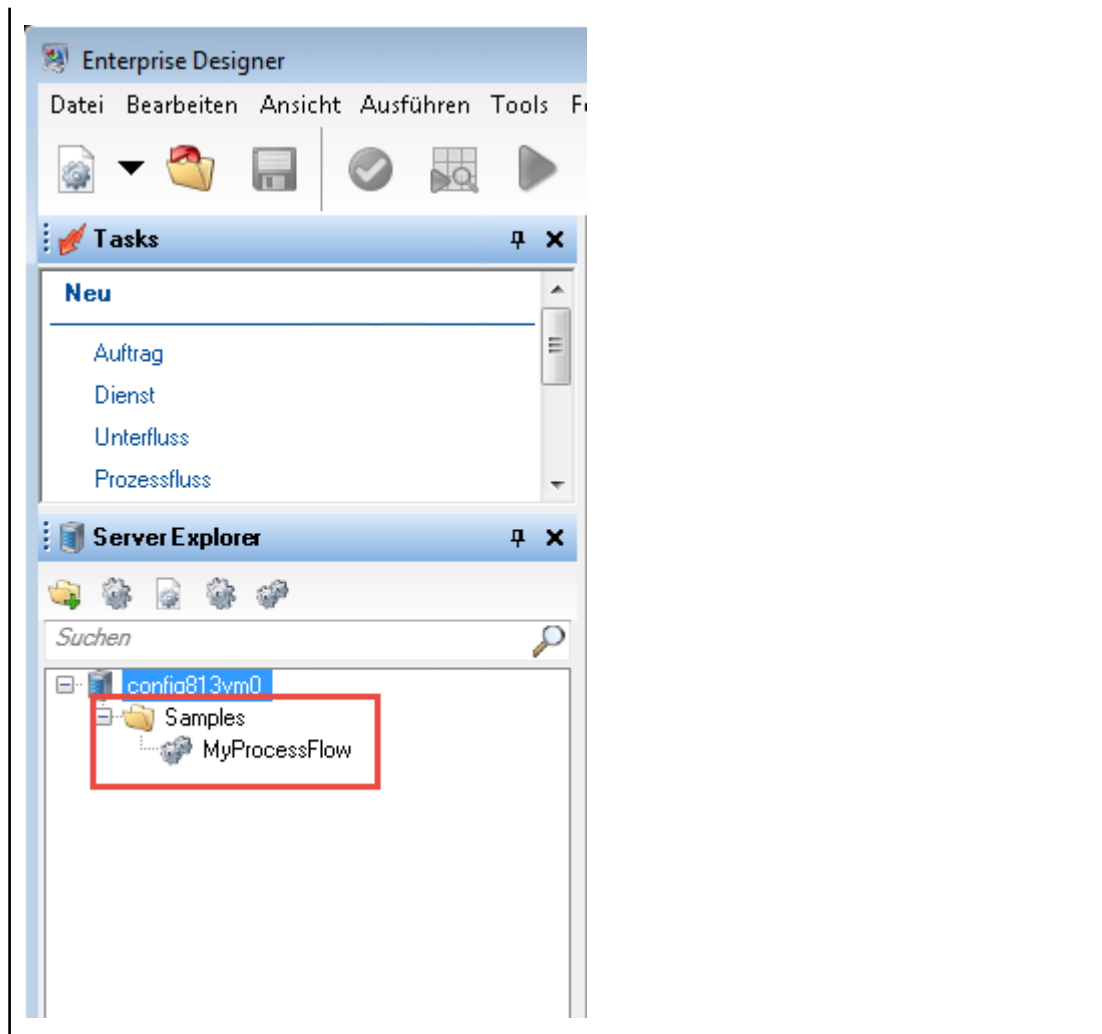 Enterprise Designer
Datei Bearbeiten Ansicht Ausführen Tools
Tasks
Neu
Auftrag
Dienst
Unterfluss
Prozessfluss
Server Explorer
Suchen
config813vm0
Samples
MyProcessFlow